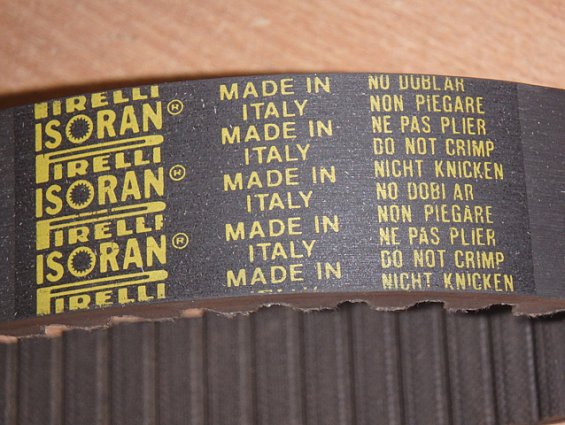 PIRELLI
ISORAN®
PIRELLI
ISORAN®
PIRELLI
ISORAN®
PIRELLI
MADE IN
ITALY
MADE IN
ITALY
MADE IN
ITALY
MADE IN
ITALY
MADE IN
NO DOBLAR
NON PIEGARE
NE PAS PLIER
DO NOT CRIMP
NICHT KNICKEN
NO DOBLAR
NON PIEGARE
NE PAS PLIER
DO NOT CRIMP
NICHT KNICKEN